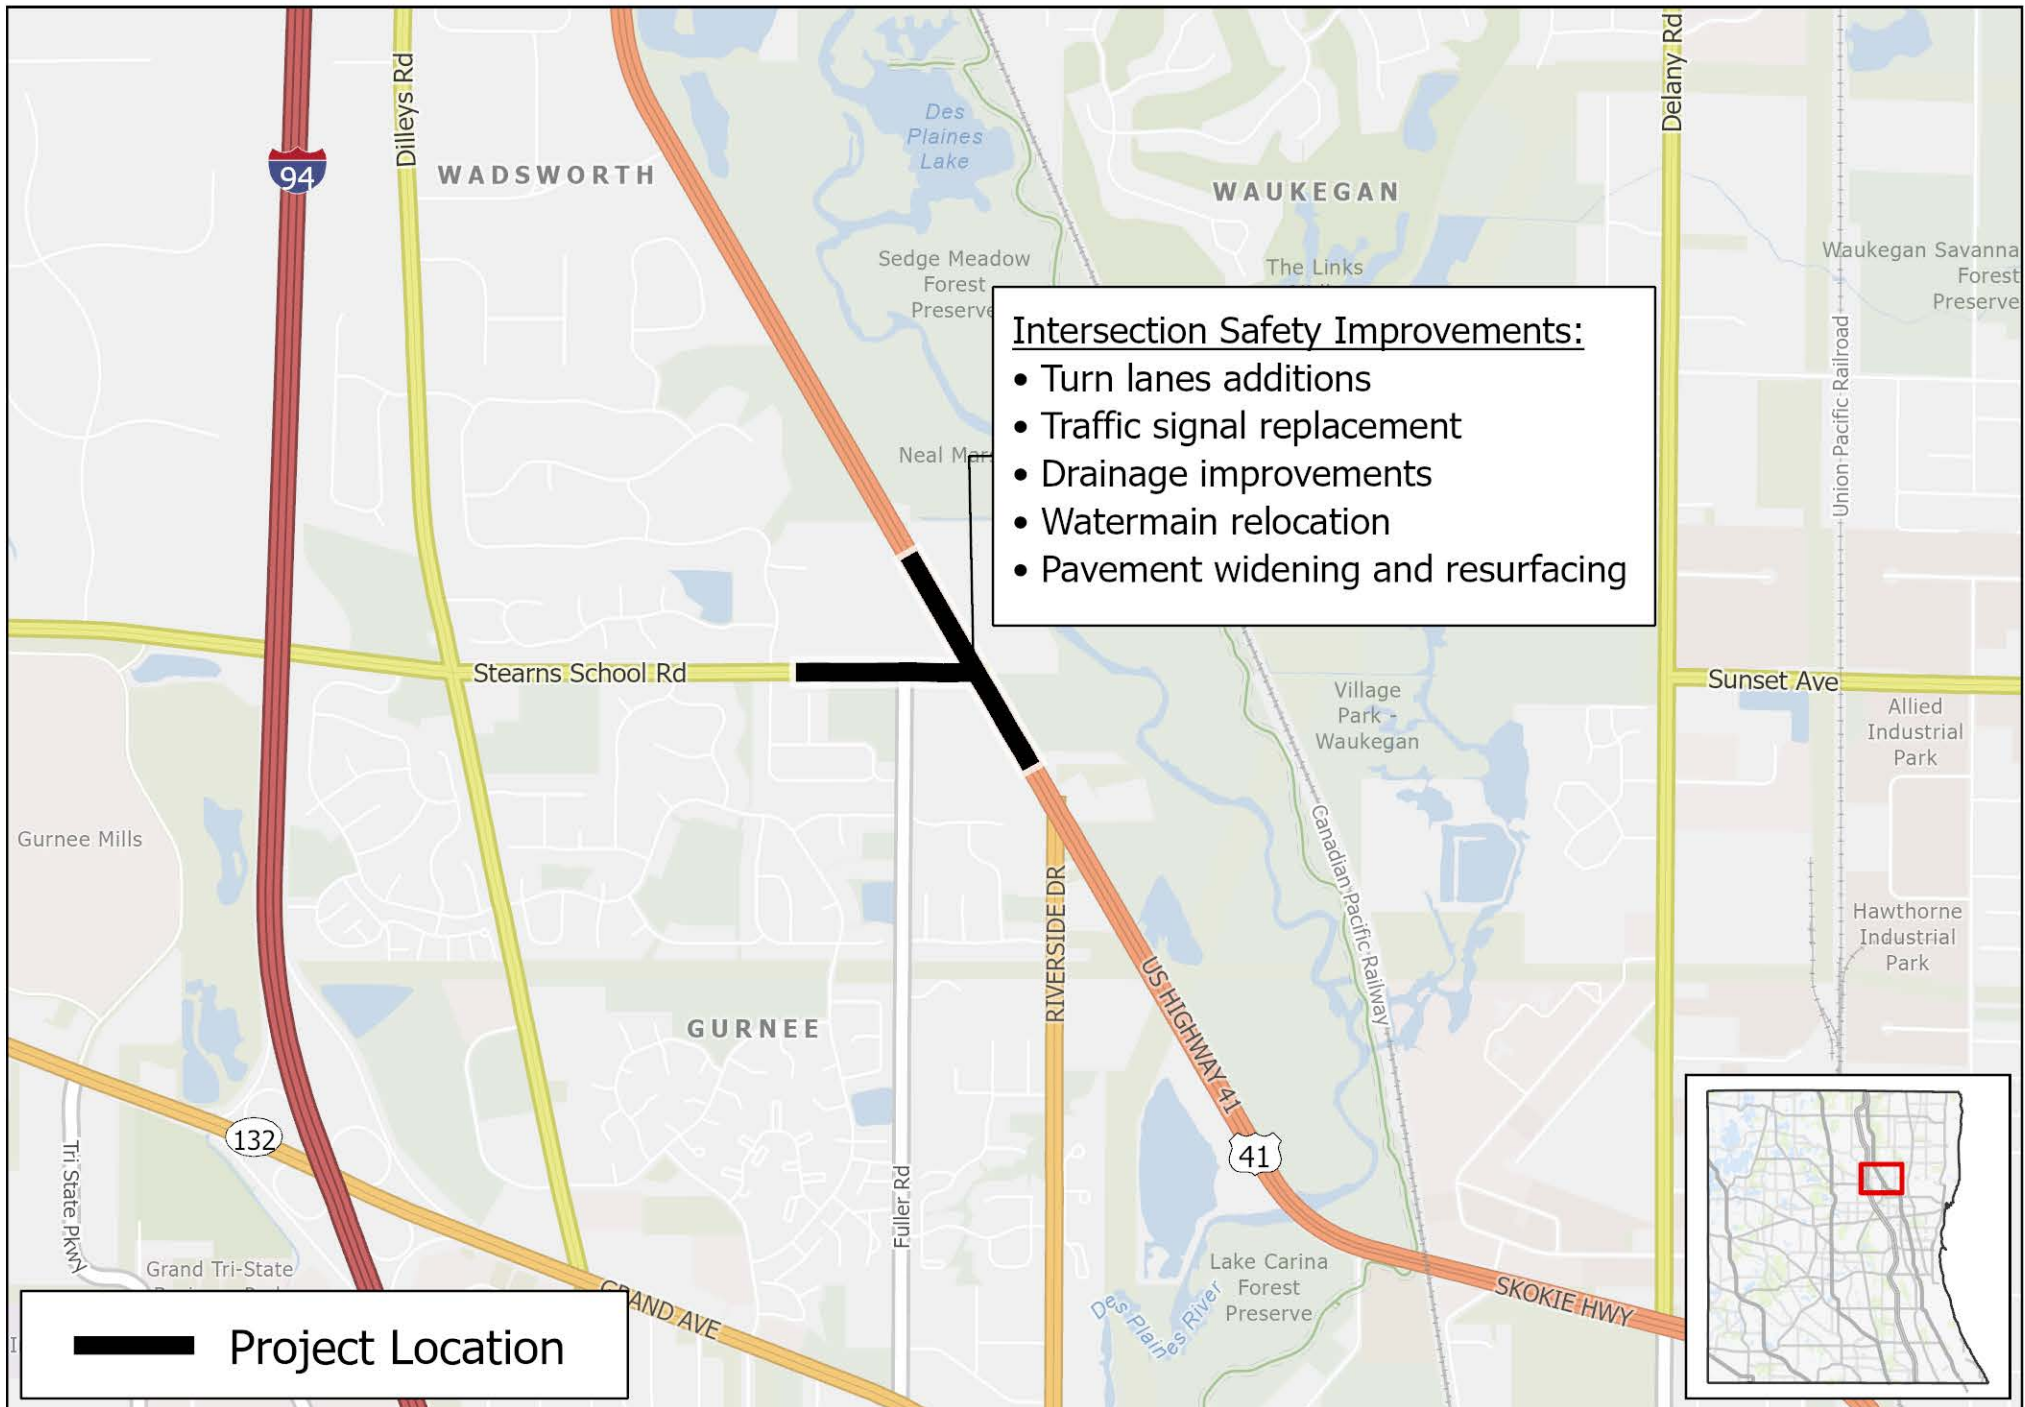 Dilleys Rd
Delany Rd
94
WADSWORTH
Des
Plaines
Lake
WAUKEGAN
Sedge Meadow
Forest
Preserve
The Links
Waukegan Savanna
Forest
Preserve
Intersection Safety Improvements:
• Turn lanes additions
• Traffic signal replacement
• Drainage improvements
• Watermain relocation
• Pavement widening and resurfacing
Union Pacific Railroad
Neal
Stearns School Rd
Sunset Ave
Village
Park -
Waukegan
Allied
Industrial
Park
Gurnee Mills
Canadian Pacific Railway
RIVERSIDE DR
Hawthorne
Industrial
Park
US HIGHWAY 41
GURNEE
132
41
Tri State Pkwy
Fuller Rd
Grand Tri-State
Lake Carina
Forest
Preserve
Des Plaines River
SKOKIE HWY
GRAND AVE
Project Location